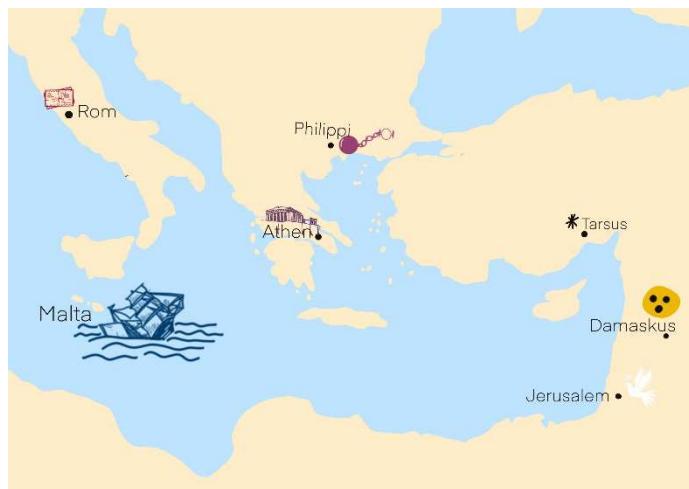 Rom
Philippi
Athen
Tarsus
Malta
Damaskus
Jerusalem